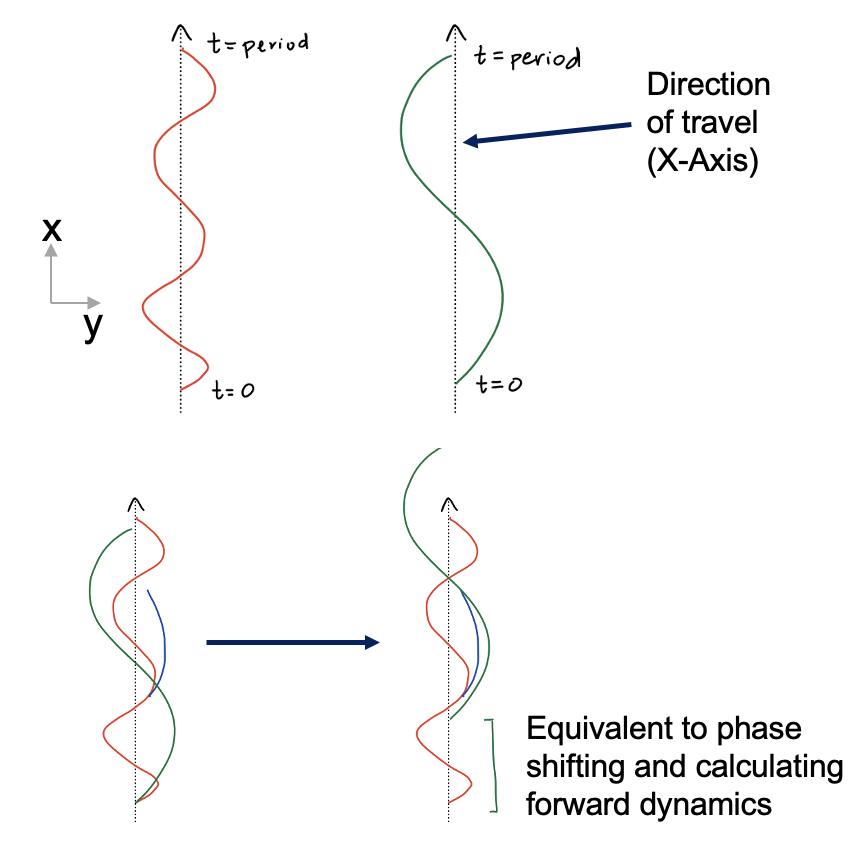 t=period
t=period
Direction
of travel
(X-Axis)
x
y
t=0
t=0
Equivalent to phase
shifting and calculating
forward dynamics